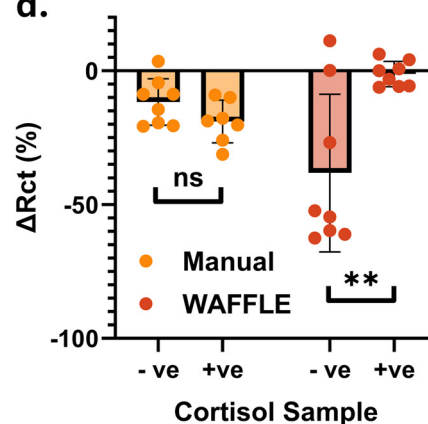 d.
ΔRct (%)
0
-50
-100
ns
Manual
WAFFLE
**
- ve
+ve
- ve
+ve
Cortisol Sample